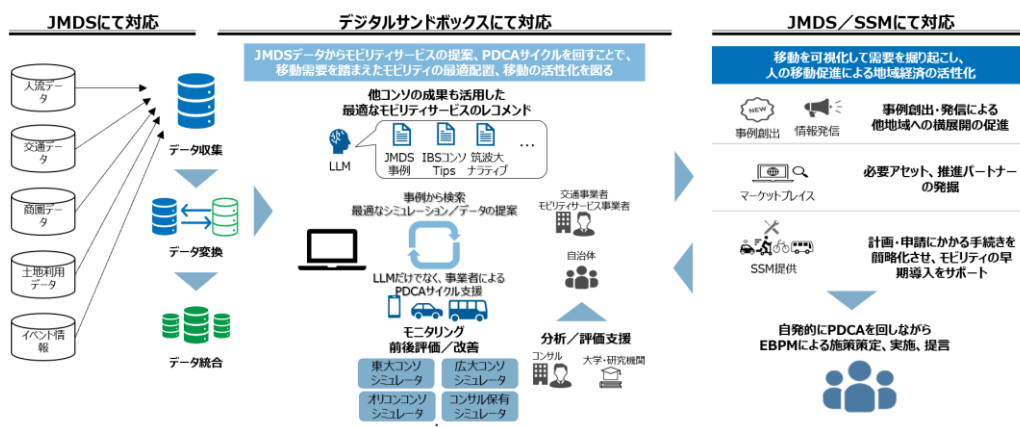 JMDSにて対応
人流デー
タ
交通デー
タ
商圏デー
タ
土地利用
データ
イベント情
報
データ収集
データ変換
データ統合
デジタルサンドボックスにて対応
JMDSデータからモビリティサービスの提案、PDCAサイクルを回すことで、
移動需要を踏まえたモビリティの最適配置、移動の活性化を図る
他コンソの成果も活用した
最適なモビリティサービスのレコメンド
LLM
JMDS
事例
IBSコンソ
Tips
筑波大
ナラティブ
…
事例から検索
最適なシミュレーション／データの提案
LLMだけでなく、事業者による
PDCAサイクル支援
モニタリング
前後評価／改善
東大コンソ
シミュレータ
広大コンソ
シミュレータ
オリコンコンソ
シミュレータ
コンサル保有
シミュレータ
交通事業者
モビリティサービス事業者
自治体
分析／評価支援
コンサル
大学・研究機関
JMDS／SSMにて対応
移動を可視化して需要を掘り起こし、
人の移動促進による地域経済の活性化
NEW
事例創出
情報発信
事例創出・発信による
他地域への横展開の促進
マーケットプレイス
必要アセット、推進パートナー
の発掘
SSM提供
計画・申請にかかる手続きを
簡略化させ、モビリティの早
期導入をサポート
自発的にPDCAを回しながら
EBPMによる施策策定、実施、提言